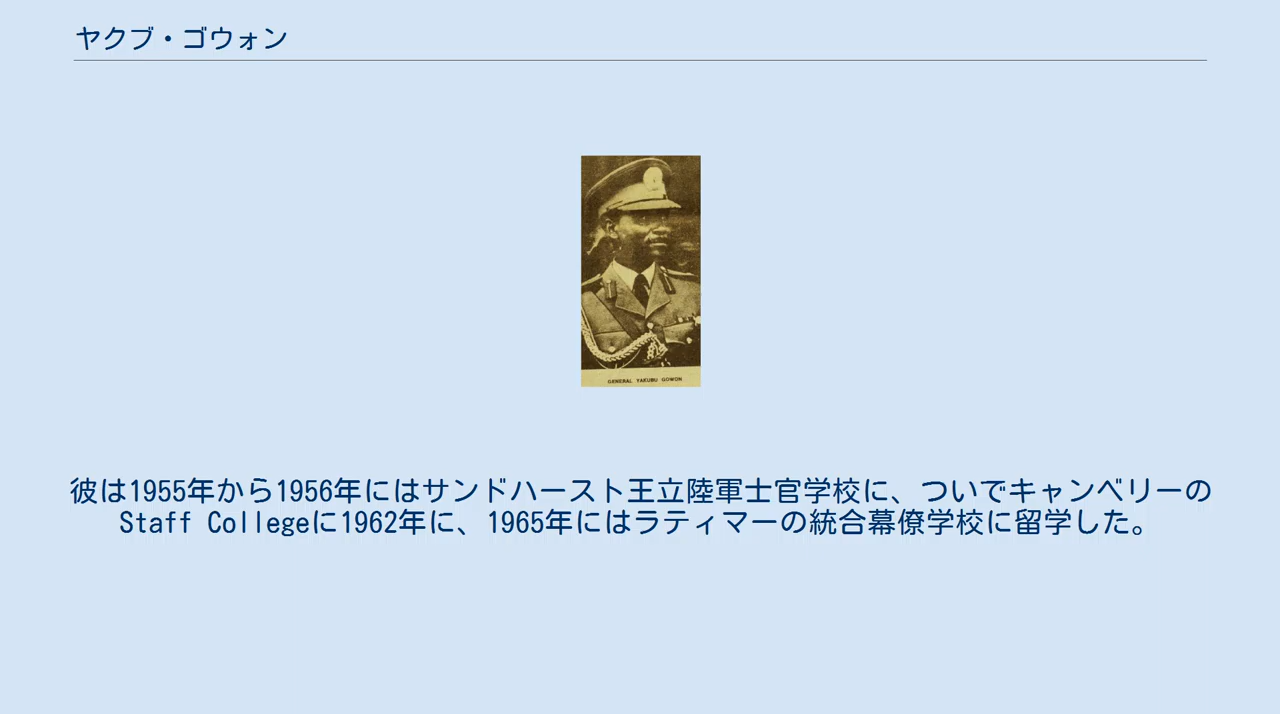 ヤクブ・ゴウォン
GENERAL YAKUBU GOWON
彼は1955年から1956年にはサンドハースト王立陸軍士官学校に、ついでキャンベリーの
Staff Collegeに1962年に、1965年にはラティマーの統合幕僚学校に留学した。